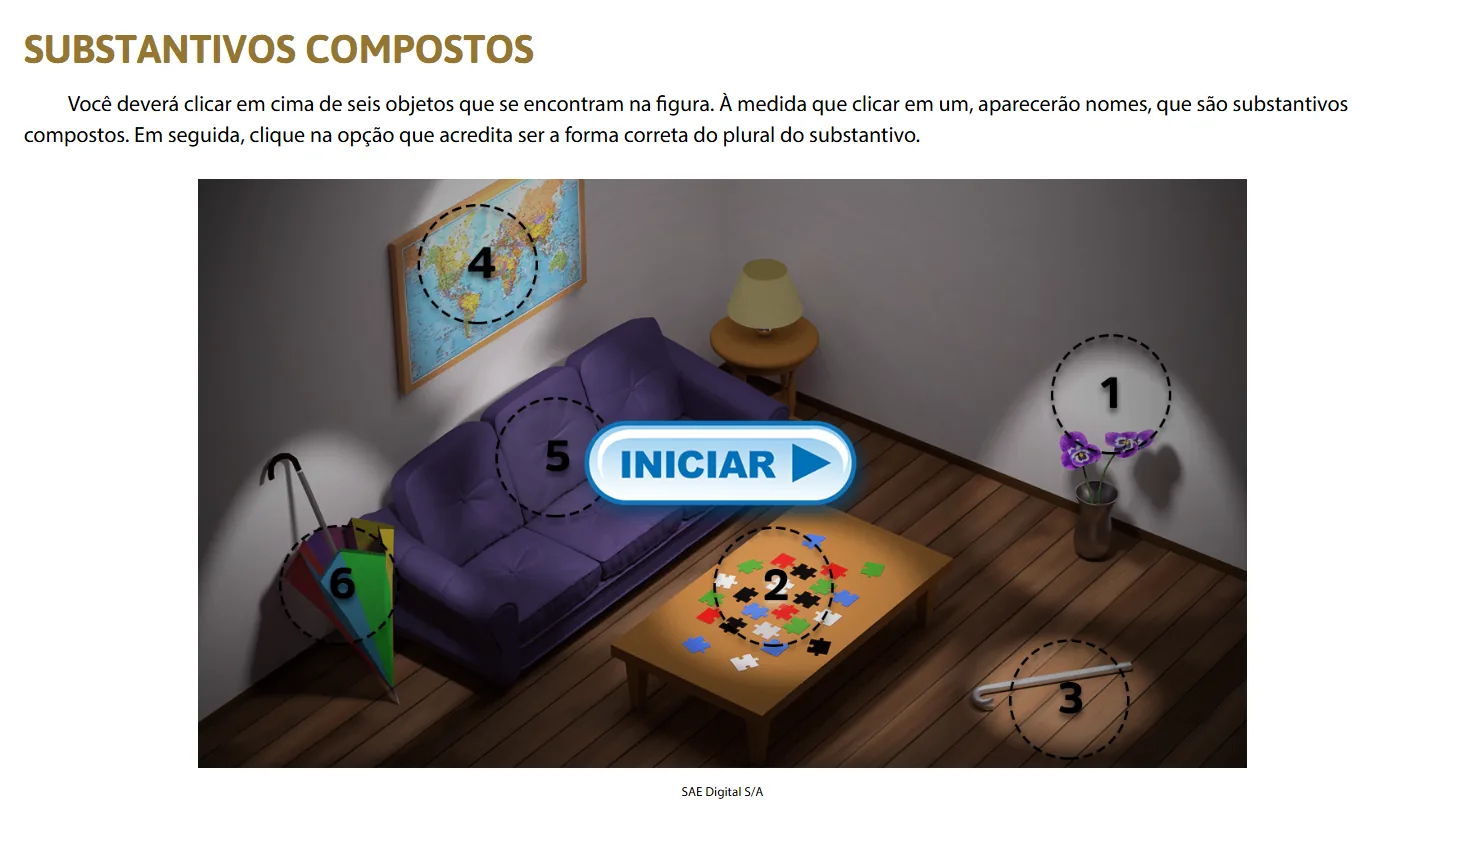 SUBSTANTIVOS COMPOSTOS
Você deverá clicar em cima de seis objetos que se encontram na figura. À medida que clicar em um, aparecerão nomes, que são substantivos
compostos. Em seguida, clique na opção que acredita ser a forma correta do plural do substantivo.
4
1
5
INICIAR
6
2
3
SAE Digital S/A